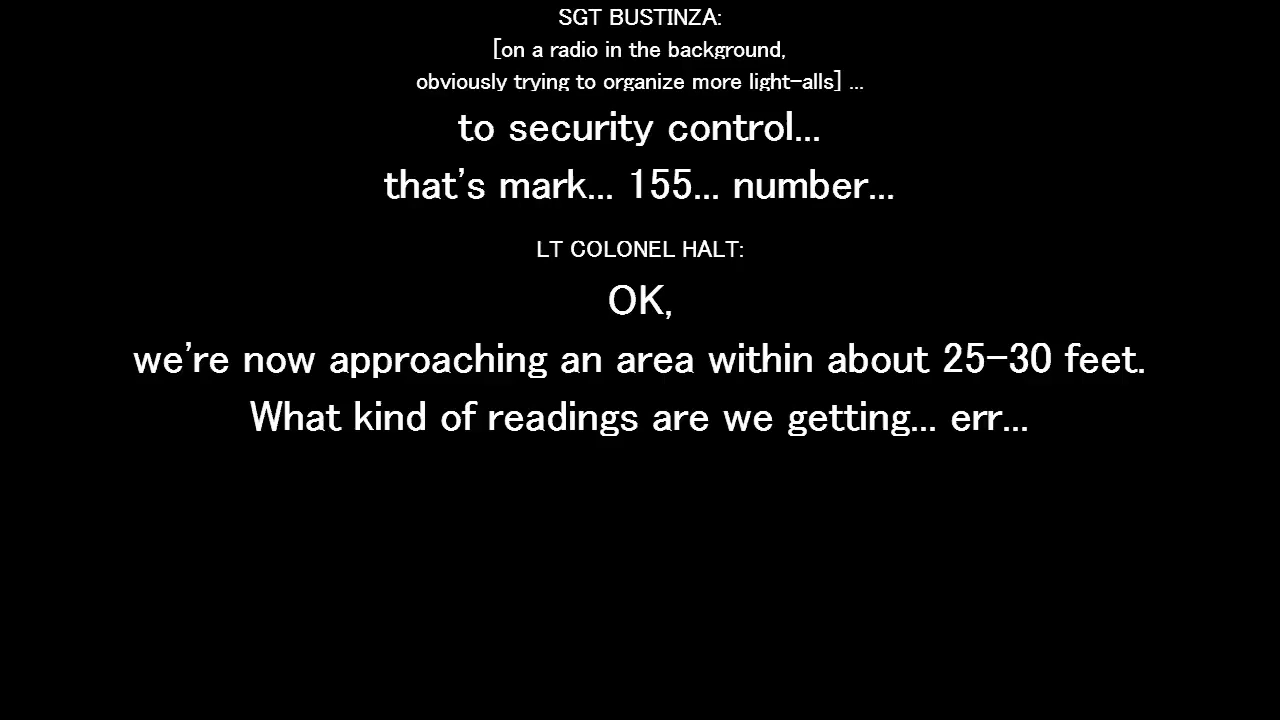 SGT BUSTINZA:
[on a radio in the background,
obviously trying to organize more light-alls] ...
to security control...
that's mark... 155... number...
LT COLONEL HALT:
OK,
we're now approaching an area within about 25-30 feet.
What kind of readings are we getting... err...